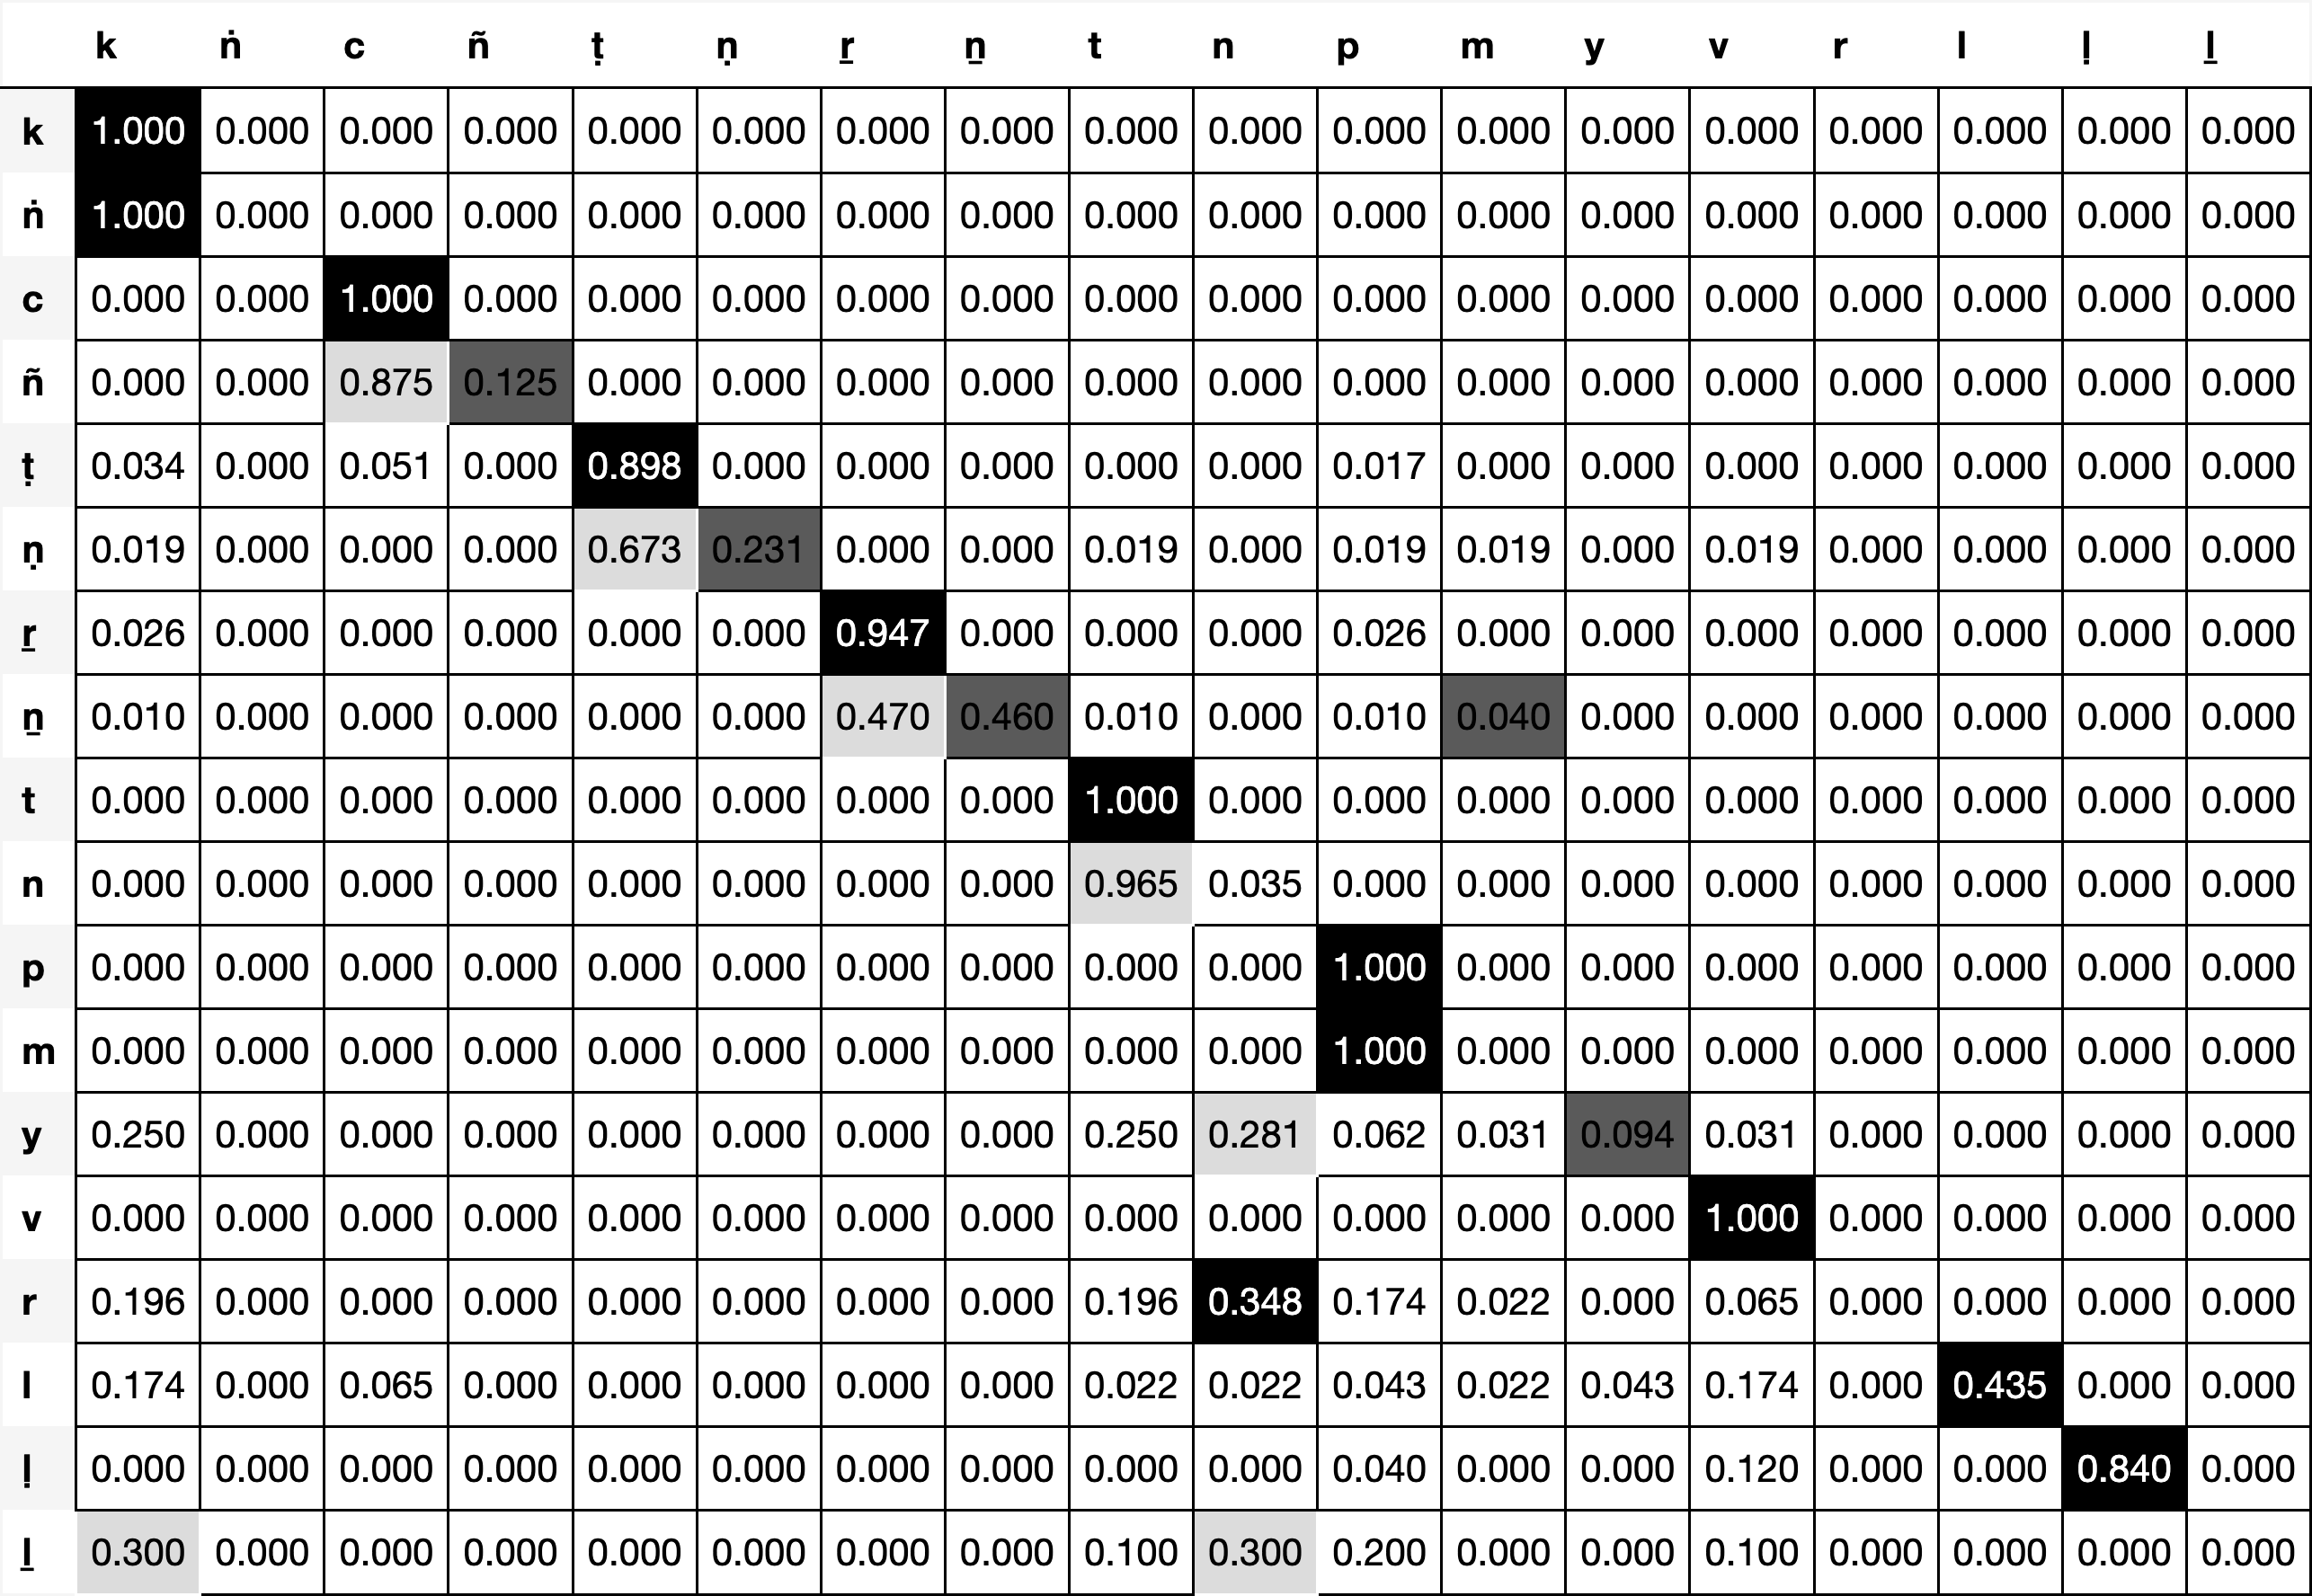 k ṅ c ñ ṭ ṇ ṟ ṉ t n p m y v r l ḷ ḻ
k 1.000 0.000 0.000 0.000 0.000 0.000 0.000 0.000 0.000 0.000 0.000 0.000 0.000 0.000 0.000 0.000 0.000 0.000
ṅ 1.000 0.000 0.000 0.000 0.000 0.000 0.000 0.000 0.000 0.000 0.000 0.000 0.000 0.000 0.000 0.000 0.000 0.000
c 0.000 0.000 1.000 0.000 0.000 0.000 0.000 0.000 0.000 0.000 0.000 0.000 0.000 0.000 0.000 0.000 0.000 0.000
ñ 0.000 0.000 0.875 0.125 0.000 0.000 0.000 0.000 0.000 0.000 0.000 0.000 0.000 0.000 0.000 0.000 0.000 0.000
ṭ 0.034 0.000 0.051 0.000 0.898 0.000 0.000 0.000 0.000 0.000 0.017 0.000 0.000 0.000 0.000 0.000 0.000 0.000
ṇ 0.019 0.000 0.000 0.000 0.673 0.231 0.000 0.000 0.019 0.000 0.019 0.019 0.000 0.019 0.000 0.000 0.000 0.000
ṟ 0.026 0.000 0.000 0.000 0.000 0.000 0.947 0.000 0.000 0.000 0.026 0.000 0.000 0.000 0.000 0.000 0.000 0.000
ṉ 0.010 0.000 0.000 0.000 0.000 0.000 0.470 0.460 0.010 0.000 0.010 0.040 0.000 0.000 0.000 0.000 0.000 0.000
t 0.000 0.000 0.000 0.000 0.000 0.000 0.000 0.000 1.000 0.000 0.000 0.000 0.000 0.000 0.000 0.000 0.000 0.000
n 0.000 0.000 0.000 0.000 0.000 0.000 0.000 0.000 0.965 0.035 0.000 0.000 0.000 0.000 0.000 0.000 0.000 0.000
p 0.000 0.000 0.000 0.000 0.000 0.000 0.000 0.000 0.000 0.000 1.000 0.000 0.000 0.000 0.000 0.000 0.000 0.000
m 0.000 0.000 0.000 0.000 0.000 0.000 0.000 0.000 0.000 0.000 1.000 0.000 0.000 0.000 0.000 0.000 0.000 0.000
y 0.250 0.000 0.000 0.000 0.000 0.000 0.000 0.000 0.250 0.281 0.062 0.031 0.094 0.031 0.000 0.000 0.000 0.000
v 0.000 0.000 0.000 0.000 0.000 0.000 0.000 0.000 0.000 0.000 0.000 0.000 0.000 1.000 0.000 0.000 0.000 0.000
r 0.196 0.000 0.000 0.000 0.000 0.000 0.000 0.000 0.196 0.348 0.174 0.022 0.000 0.065 0.000 0.000 0.000 0.000
l 0.174 0.000 0.065 0.000 0.000 0.000 0.000 0.000 0.022 0.022 0.043 0.022 0.043 0.174 0.000 0.435 0.000 0.000
ḷ 0.000 0.000 0.000 0.000 0.000 0.000 0.000 0.000 0.000 0.000 0.040 0.000 0.000 0.120 0.000 0.000 0.840 0.000
ḻ 0.300 0.000 0.000 0.000 0.000 0.000 0.000 0.000 0.100 0.300 0.200 0.000 0.000 0.100 0.000 0.000 0.000 0.000